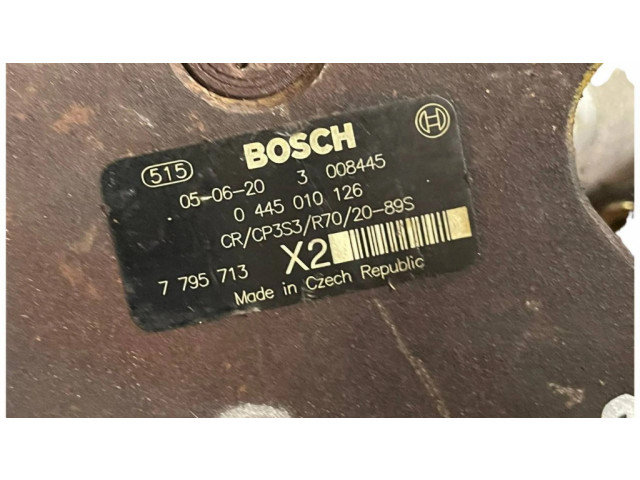 BOSCH
515
05-06-20 3 008445
0 445 010 126
CR/CP3S3/R70/20-89S
7 795 713 X2
Made in Czech Republic